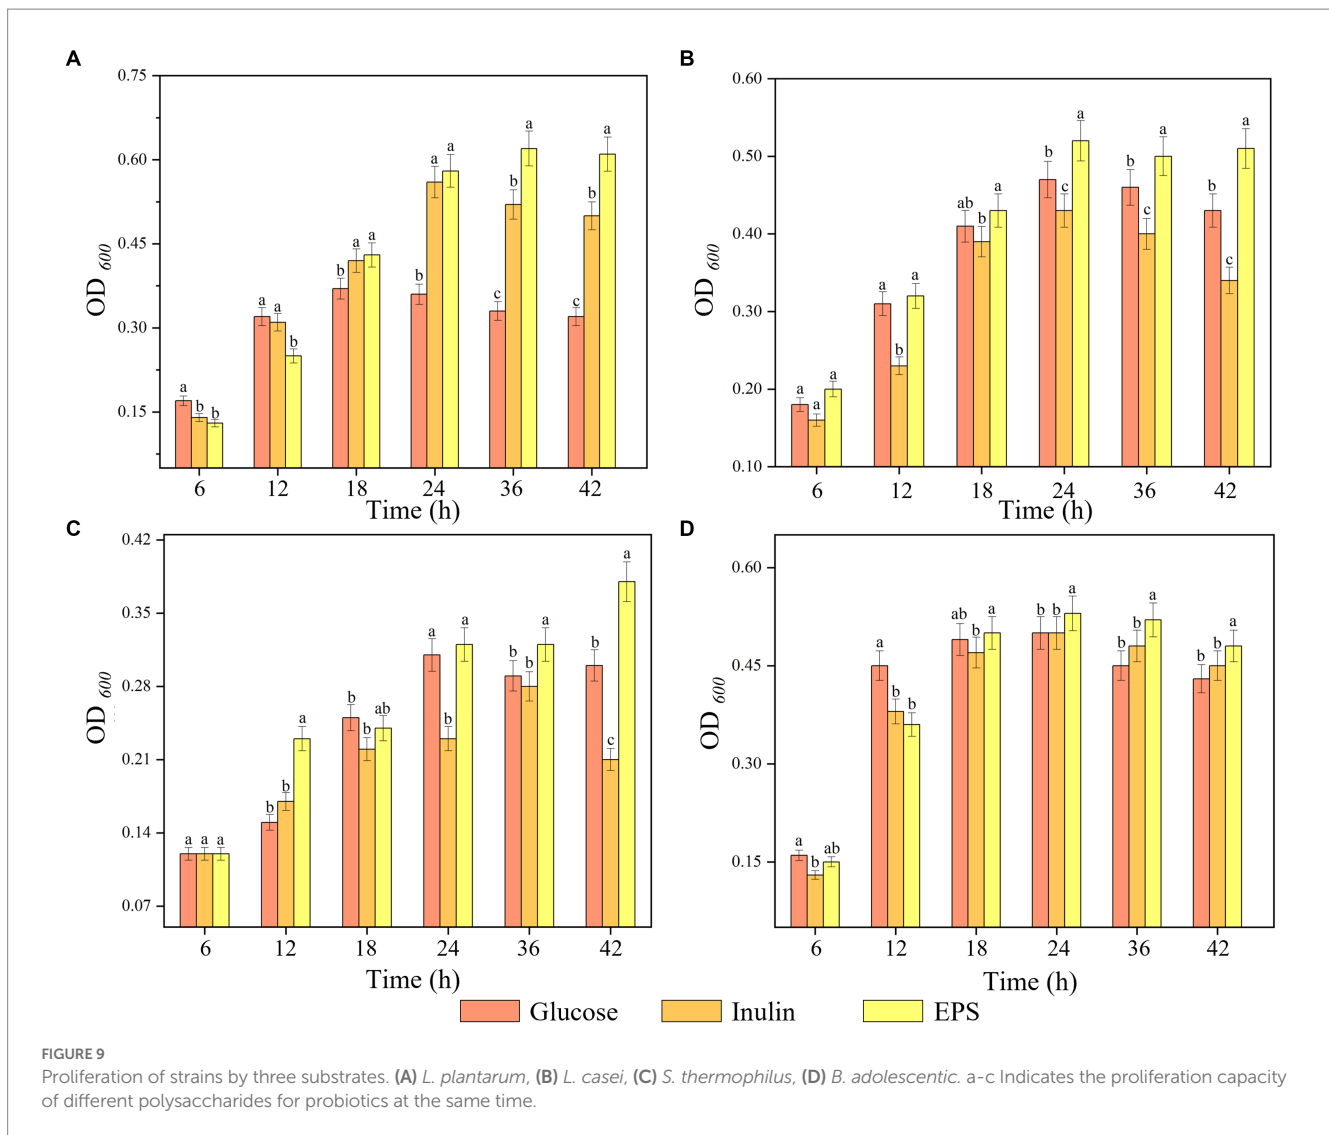 A
0.75
0.60
0.45
0.30
0.15
OD 600
a b b
a a b
b a a
b a a
c b a
c b a
6 12 18 24 36 42
Time (h)
B
0.60
0.50
0.40
0.30
0.20
0.10
OD 600
a a a
a b a
ab b a
b c a
b c a
b c a
6 12 18 24 36 42
Time (h)
C
0.42
0.35
0.28
0.21
0.14
0.07
OD 600
a a a
b b a
b b ab
a b a
b b a
b c a
6 12 18 24 36 42
Time (h)
D
0.60
0.45
0.30
0.15
OD 600
a b ab
a b b
ab b a
b b a
b b a
b b a
6 12 18 24 36 42
Time (h)
Glucose Inulin EPS
FIGURE 9
Proliferation of strains by three substrates. (A) L. plantarum, (B) L. casei, (C) S. thermophilus, (D) B. adolescentic. a-c Indicates the proliferation capacity
of different polysaccharides for probiotics at the same time.